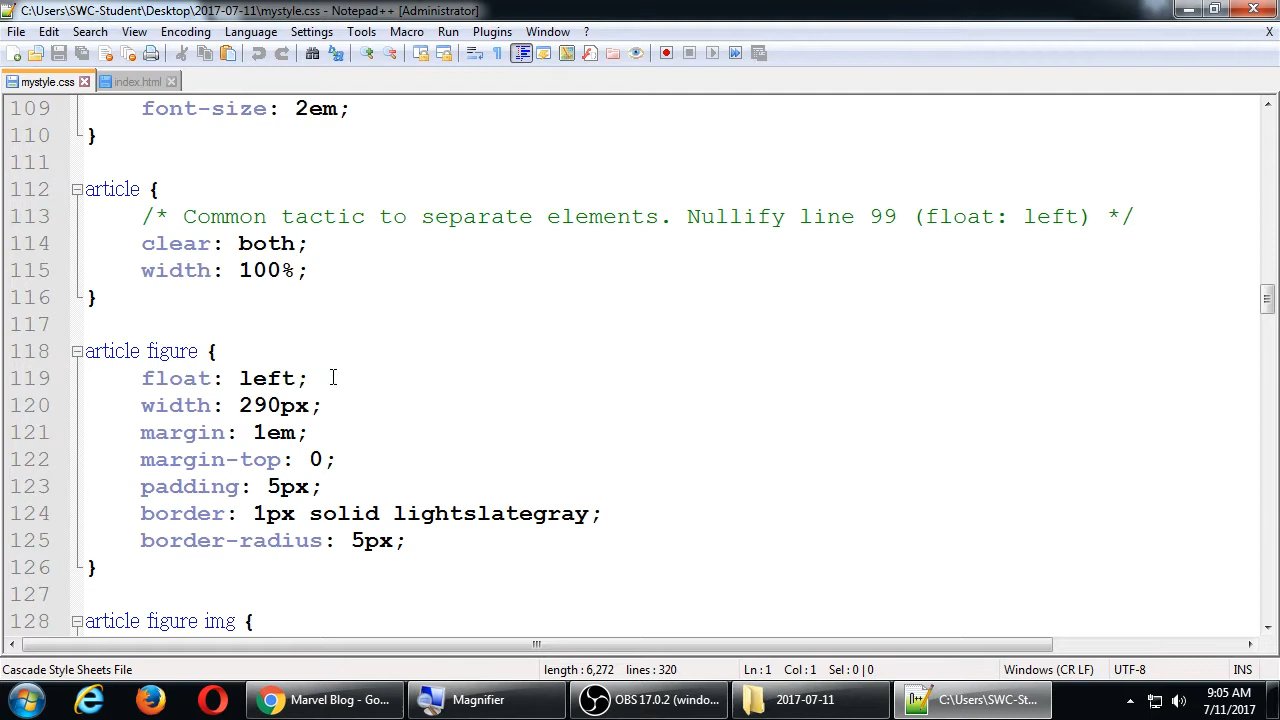 C:\Users\SWC-Student\Desktop\2017-07-11\mystyle.css - Notepad++ [Administrator]
File Edit Search View Encoding Language Settings Tools Macro Run Plugins Window ? X
mystyle.css index.html
109 font-size: 2em;
110 }
111
112 article {
113 /* Common tactic to separate elements. Nullify line 99 (float: left) */
114 clear: both;
115 width: 100%;
116 }
117
118 article figure {
119 float: left;
120 width: 290px;
121 margin: 1em;
122 margin-top: 0;
123 padding: 5px;
124 border: 1px solid lightslategray;
125 border-radius: 5px;
126 }
127
128 article figure img {
Cascade Style Sheets File length : 6,272 lines : 320 Ln : 1 Col : 1 Sel : 0 | 0 Windows (CR LF) UTF-8 INS
Marvel Blog - Go... Magnifier OBS 17.0.2 (windo... 2017-07-11 C:\Users\SWC-St... 9:05 AM
7/11/2017